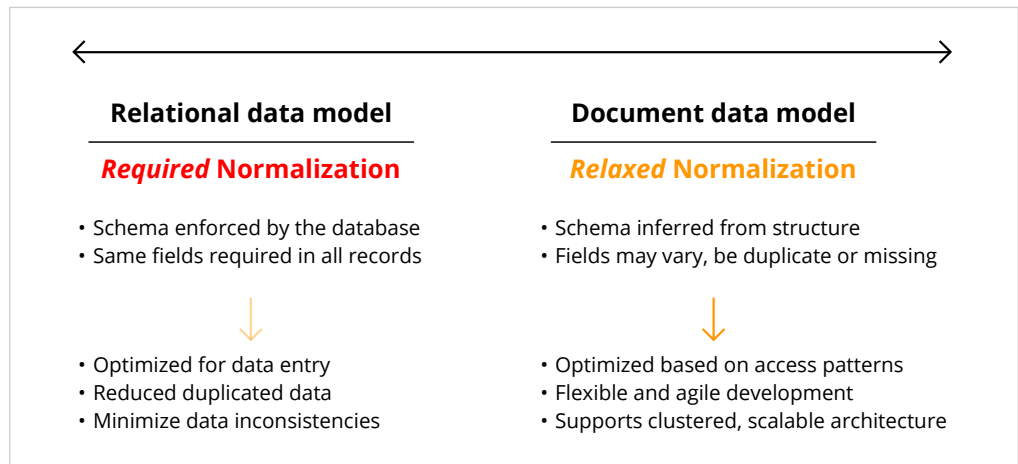 Relational data model
Required Normalization
• Schema enforced by the database
• Same fields required in all records
• Optimized for data entry
• Reduced duplicated data
• Minimize data inconsistencies
Document data model
Relaxed Normalization
• Schema inferred from structure
• Fields may vary, be duplicate or missing
• Optimized based on access patterns
• Flexible and agile development
• Supports clustered, scalable architecture